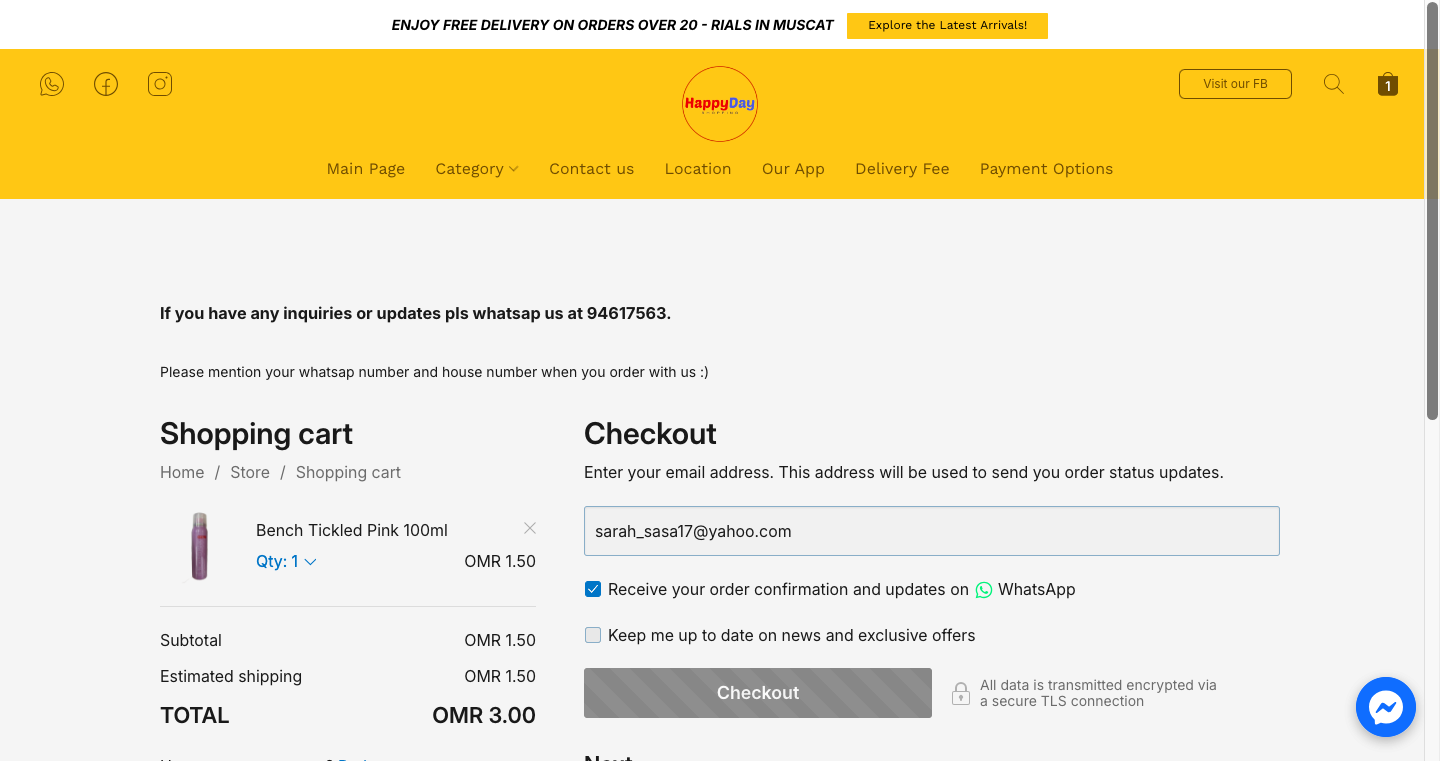 ENJOY FREE DELIVERY ON ORDERS OVER 20 - RIALS IN MUSCAT
Explore the Latest Arrivals!
HappyDay
SHOPPING
Visit our FB
1
Main Page
Category
Contact us
Location
Our App
Delivery Fee
Payment Options
If you have any inquiries or updates pls whatsap us at 94617563.
Please mention your whatsap number and house number when you order with us :)
Shopping cart
Home / Store / Shopping cart
Bench Tickled Pink 100ml
Qty: 1
OMR 1.50
Subtotal
OMR 1.50
Estimated shipping
OMR 1.50
TOTAL
OMR 3.00
Checkout
Enter your email address. This address will be used to send you order status updates.
sarah_sasa17@yahoo.com
Receive your order confirmation and updates on WhatsApp
Keep me up to date on news and exclusive offers
Checkout
All data is transmitted encrypted via
a secure TLS connection